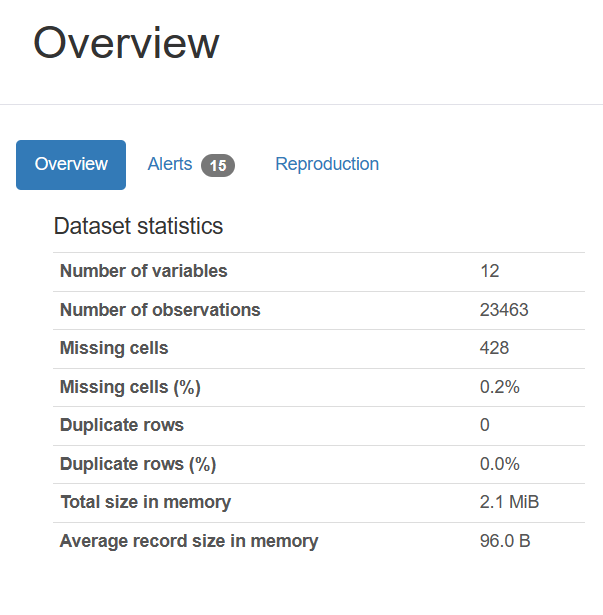 Overview
Overview Alerts 15 Reproduction
Dataset statistics
Number of variables 12
Number of observations 23463
Missing cells 428
Missing cells (%) 0.2%
Duplicate rows 0
Duplicate rows (%) 0.0%
Total size in memory 2.1 MiB
Average record size in memory 96.0 B